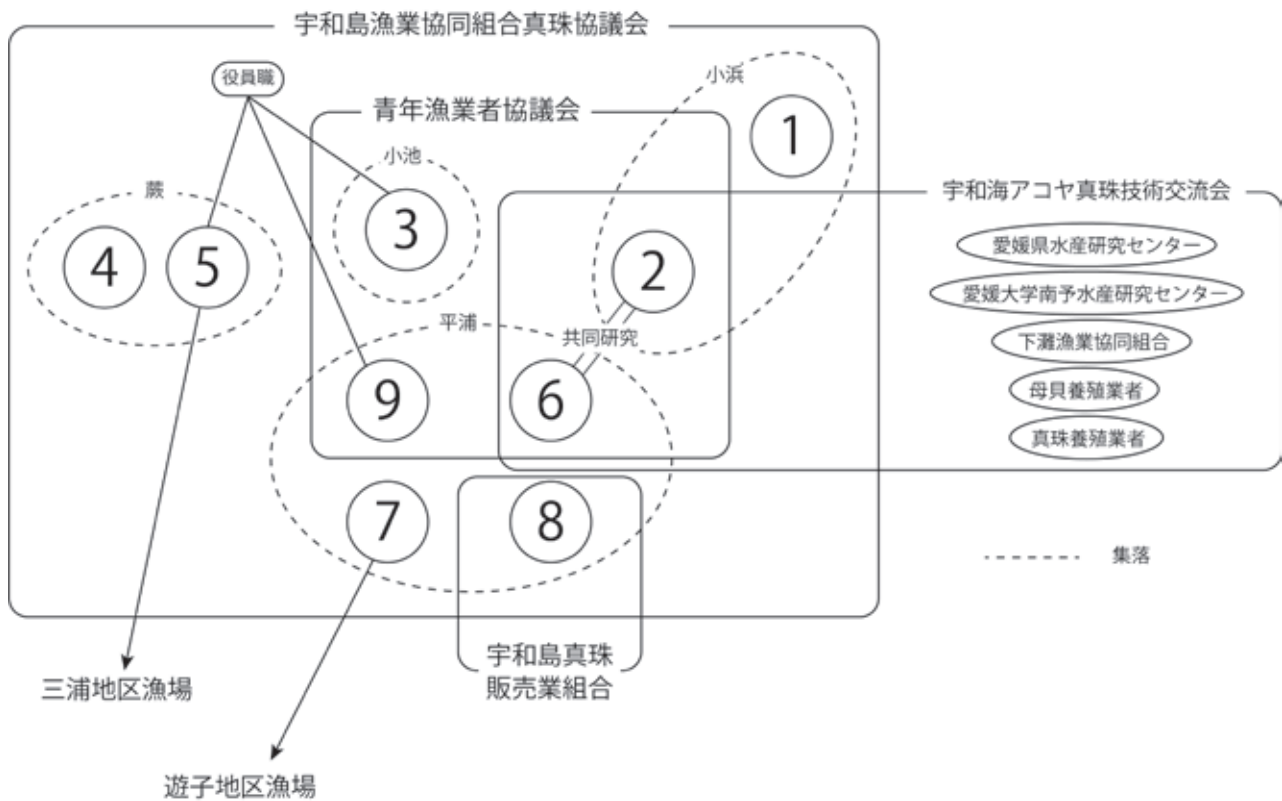 宇和島漁業協同組合真珠協議会
役員職
小浜
青年漁業者協議会
1
小池
蕨
3
宇和海アコヤ真珠技術交流会
愛媛県水産研究センター
4
5
2
愛媛大学南予水産研究センター
平浦
共同研究
下灘漁業協同組合
母貝養殖業者
9
6
真珠養殖業者
7
8
集落
宇和島真珠
販売業組合
三浦地区漁場
遊子地区漁場